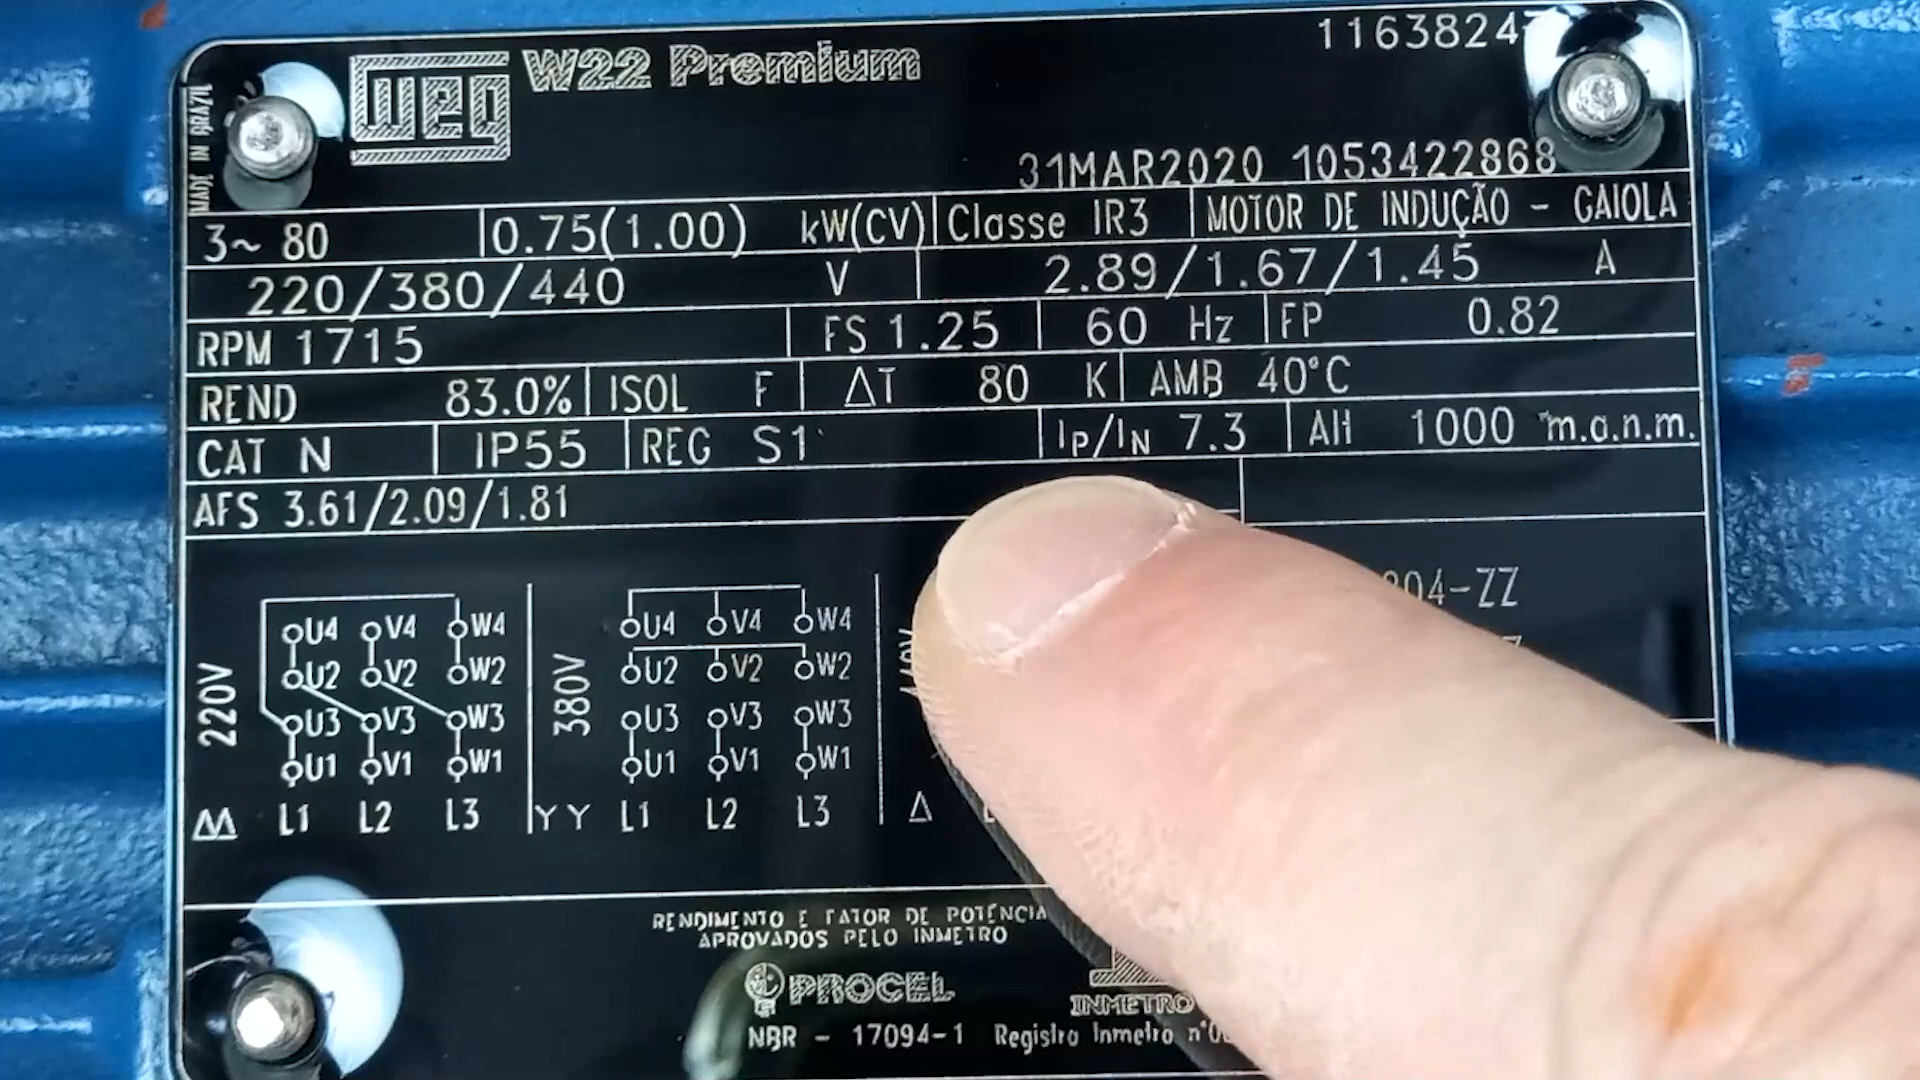 weg W22 Premium
1163824
MADE IN BRAZIL
31MAR2020 1053422868
3~ 80 0.75(1.00) kW(CV) Classe IR3 MOTOR DE INDUÇÃO - GAIOLA
220/380/440 V 2.89/1.67/1.45 A
RPM 1715 FS 1.25 60 Hz FP 0.82
REND 83.0% ISOL F ΔT 80 K AMB 40°C
CAT N IP55 REG S1 IP/IN 7.3 AH 1000 m.a.n.m.
AFS 3.61/2.09/1.81
04-ZZ
220V
U4 V4 W4
U2 V2 W2
U3 V3 W3
U1 V1 W1
ΔΔ L1 L2 L3
380V
U4 V4 W4
U2 V2 W2
U3 V3 W3
U1 V1 W1
YY L1 L2 L3
Δ
RENDIMENTO E FATOR DE POTÊNCIA
APROVADOS PELO INMETRO
PROCEL
INMETRO
NBR - 17094-1 Registro Inmetro n°